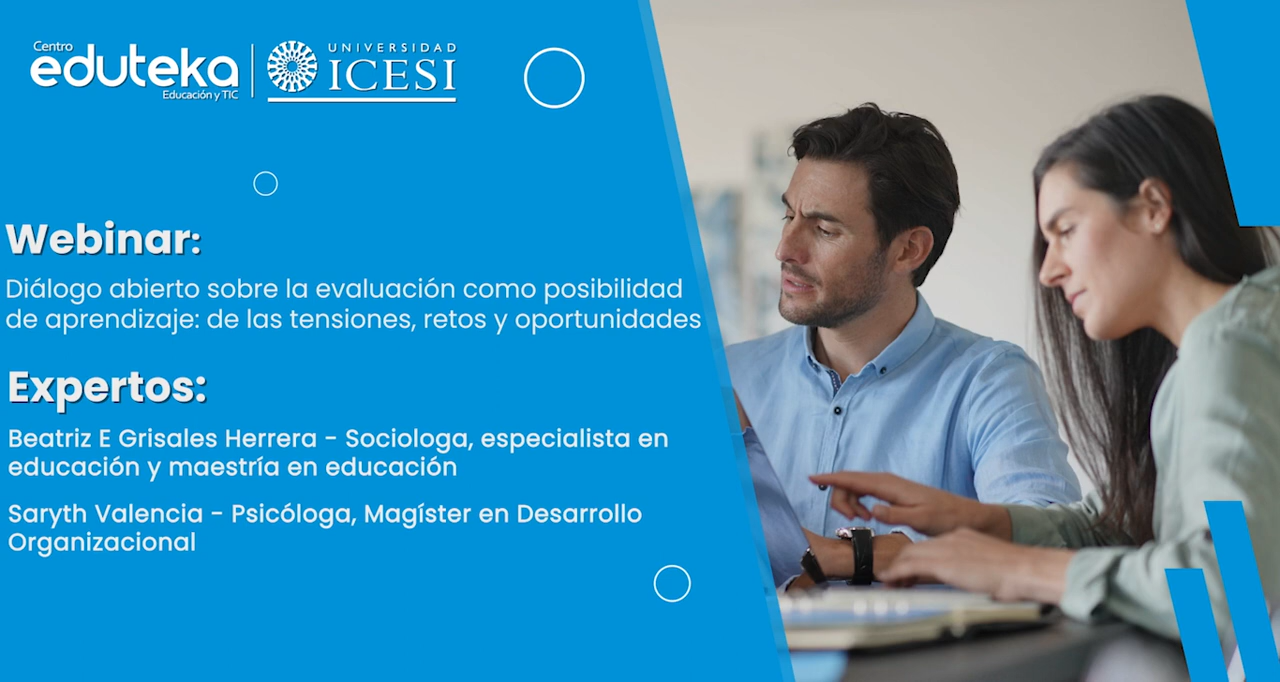 Centro
eduteka
Educación y TIC
UNIVERSIDAD
ICESI
Webinar:
Diálogo abierto sobre la evaluación como posibilidad
de aprendizaje: de las tensiones, retos y oportunidades
Expertos:
Beatriz E Grisales Herrera - Sociologa, especialista en
educación y maestría en educación
Saryth Valencia - Psicóloga, Magíster en Desarrollo
Organizacional